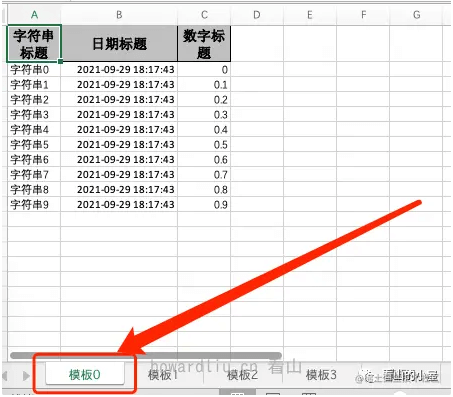 A B C D E F G
字符串标题 日期标题 数字标题
字符串0 2021-09-29 18:17:43 0
字符串1 2021-09-29 18:17:43 0.1
字符串2 2021-09-29 18:17:43 0.2
字符串3 2021-09-29 18:17:43 0.3
字符串4 2021-09-29 18:17:43 0.4
字符串5 2021-09-29 18:17:43 0.5
字符串6 2021-09-29 18:17:43 0.6
字符串7 2021-09-29 18:17:43 0.7
字符串8 2021-09-29 18:17:43 0.8
字符串9 2021-09-29 18:17:43 0.9
howardliu.cn 看山
模板0 模板1 模板2 模板3